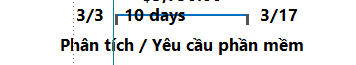 3/3 10 days 3/17
Phân tích / Yêu cầu phần mềm